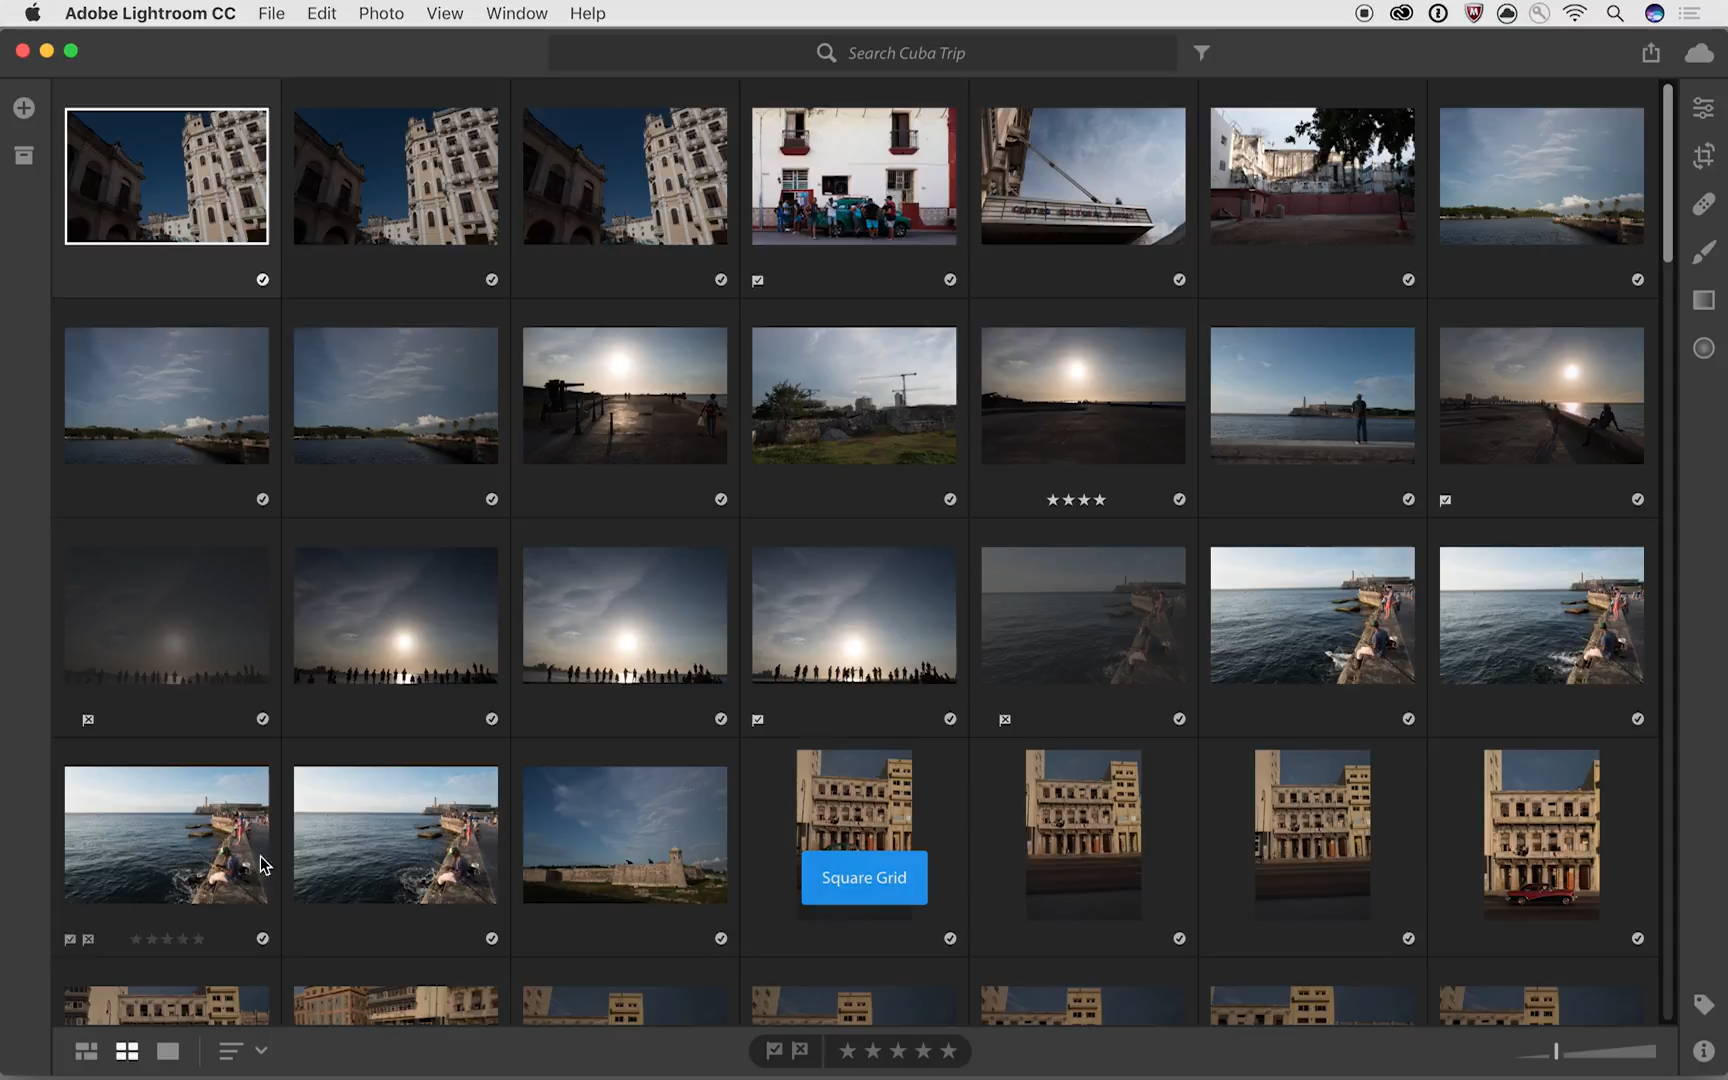 Adobe Lightroom CC File Edit Photo View Window Help
Search Cuba Trip
Square Grid